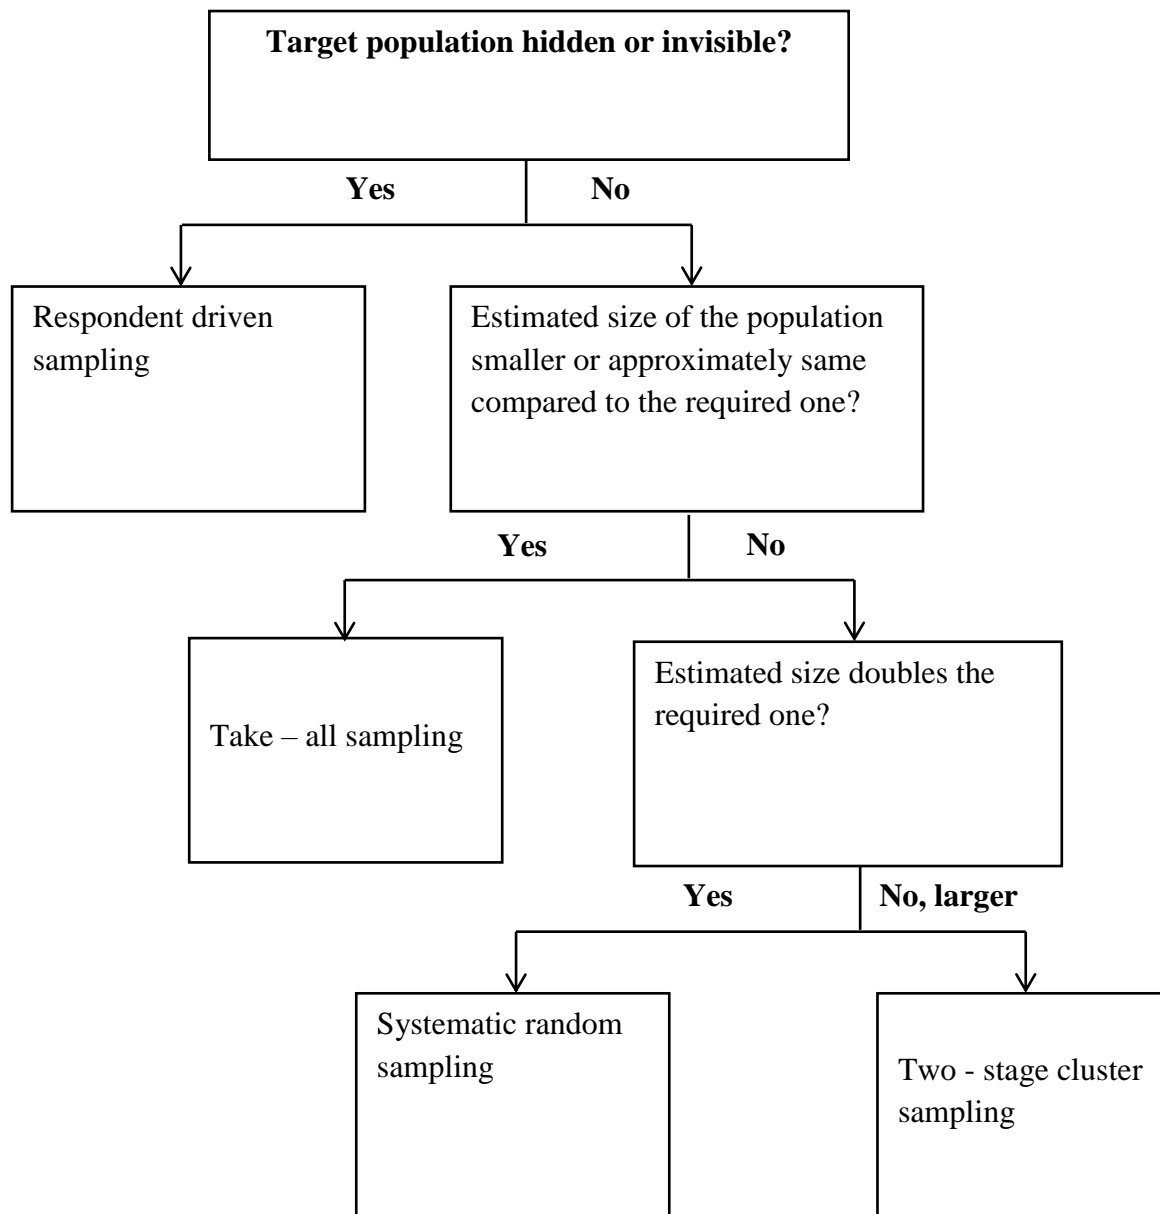 Target population hidden or invisible?
Yes
No
Respondent driven
sampling
Estimated size of the population
smaller or approximately same
compared to the required one?
Yes
No
Take – all sampling
Estimated size doubles the
required one?
Yes
No, larger
Systematic random
sampling
Two - stage cluster
sampling